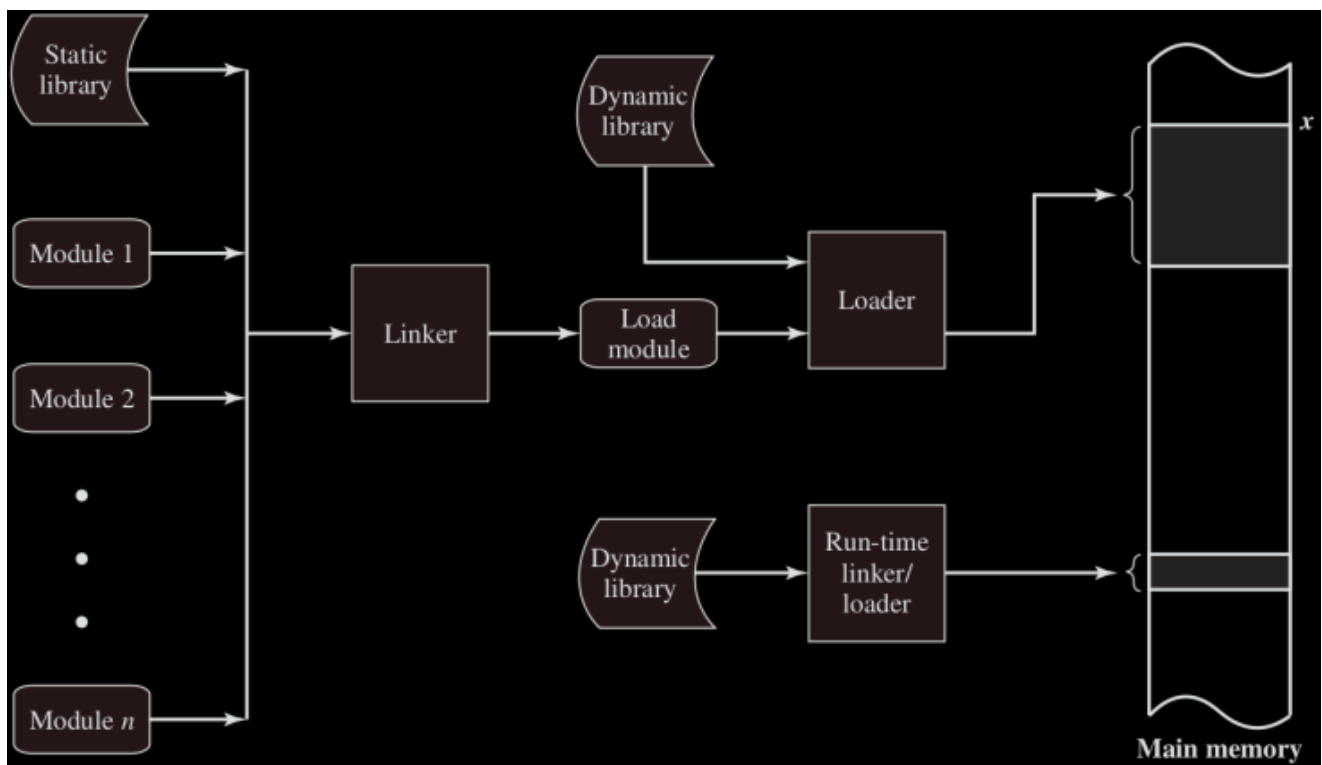 Static
library
Dynamic
library
x
Module 1
Loader
Linker
Load
module
Module 2
Run-time
linker/
loader
Dynamic
library
Module n
Main memory